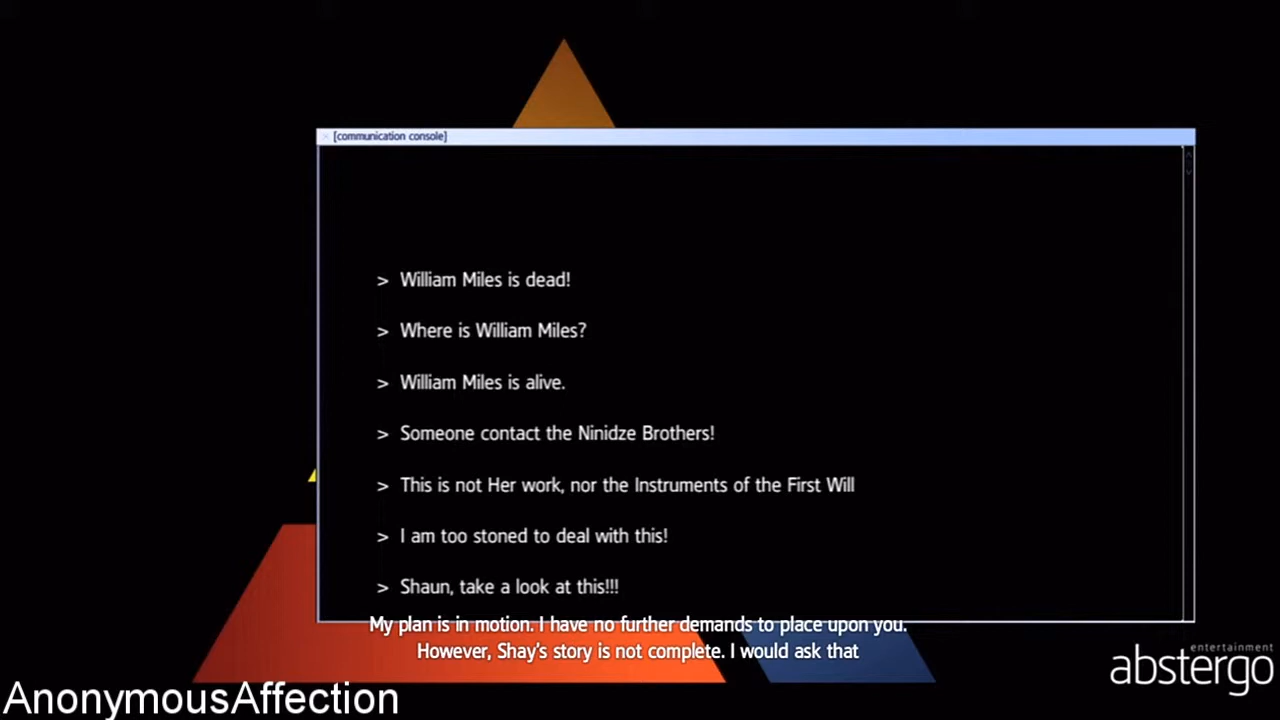 [communication console]
> William Miles is dead!
> Where is William Miles?
> William Miles is alive.
> Someone contact the Ninidze Brothers!
> This is not Her work, nor the Instruments of the First Will
> I am too stoned to deal with this!
> Shaun, take a look at this!!!
My plan is in motion. I have no further demands to place upon you.
However, Shay's story is not complete. I would ask that
entertainment
abstergo
AnonymousAffection